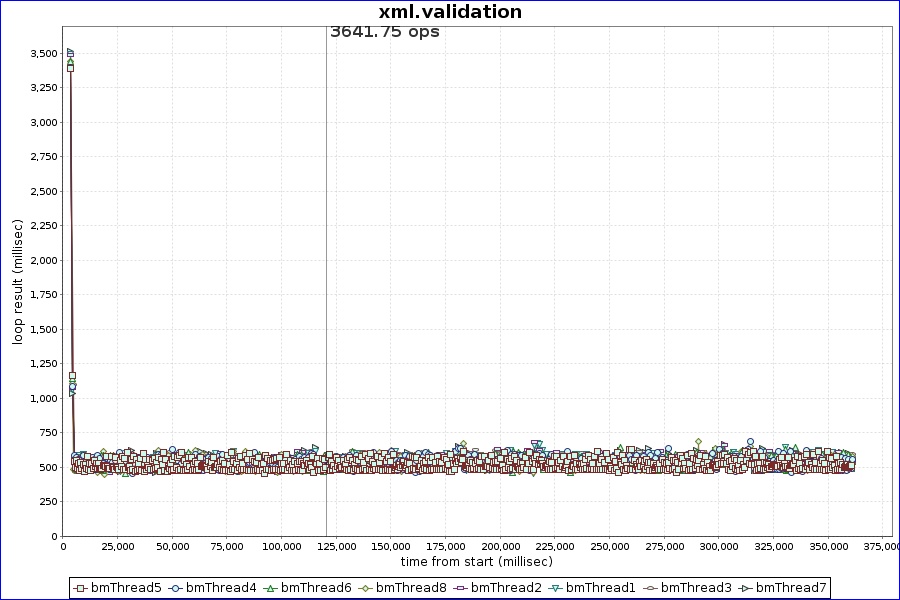 xml.validation
3641.75 ops
3,500
3,250
3,000
2,750
2,500
2,250
2,000
1,750
1,500
1,250
1,000
750
500
250
0
loop result (millisec)
0 25,000 50,000 75,000 100,000 125,000 150,000 175,000 200,000 225,000 250,000 275,000 300,000 325,000 350,000 375,00
time from start (millisec)
bmThread5 bmThread4 bmThread6 bmThread8 bmThread2 bmThread1 bmThread3 bmThread7